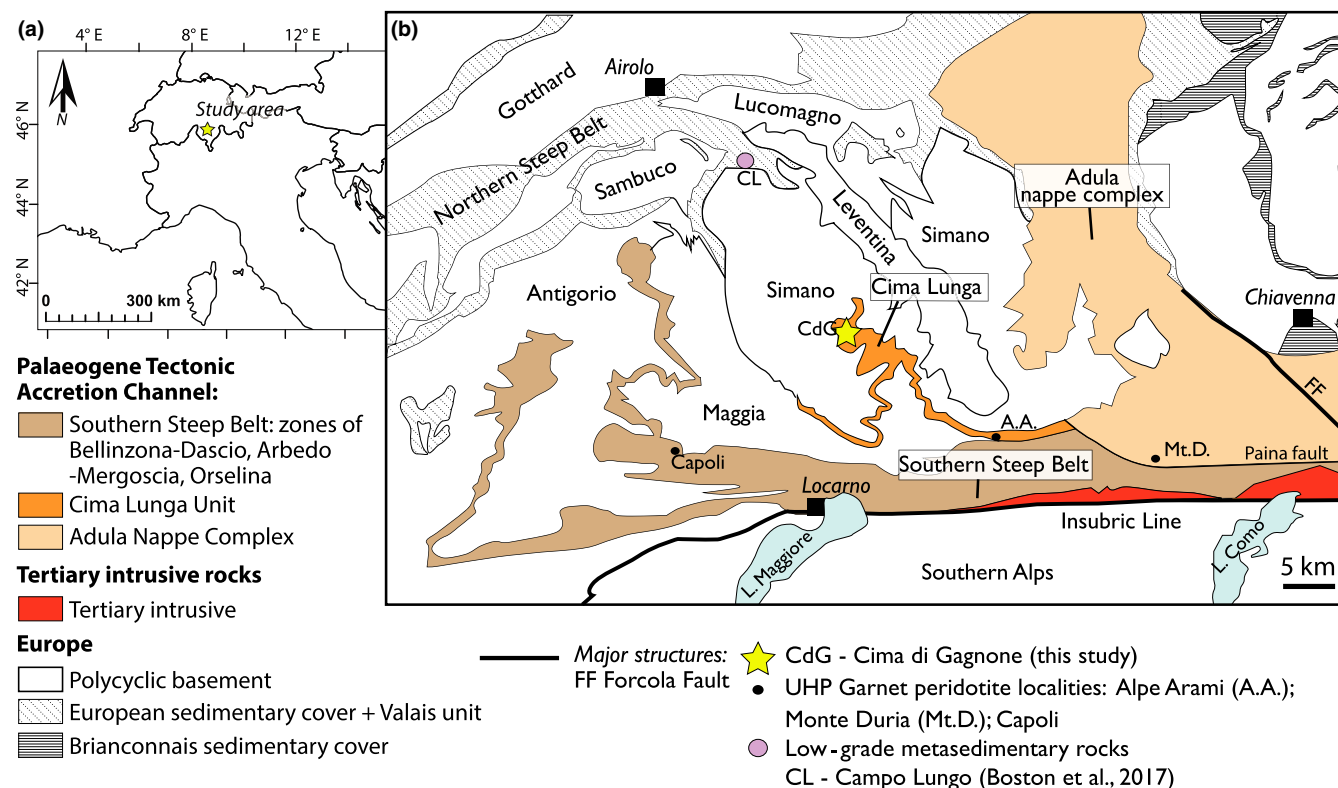 (a)
4° E
8° E
12° E
N
Study area
46° N
44° N
42° N
0
300 km
(b)
Airolo
Gotthard
Lucomagno
Northern Steep Belt
Sambuco
CL
Leventina
Adula
nappe complex
Simano
Antigorio
Simano
Cima Lunga
Chiavenna
CdG
FF
Maggia
A.A.
Mt.D.
Paina fault
Capoli
Southern Steep Belt
Locarno
Insubric Line
L. Maggiore
L. Como
Southern Alps
5 km
Palaeogene Tectonic
Accretion Channel:
Southern Steep Belt: zones of
Bellinzona-Dascio, Arbedo
-Mergoscia, Orselina
Cima Lunga Unit
Adula Nappe Complex
Tertiary intrusive rocks
Tertiary intrusive
Europe
Polycyclic basement
European sedimentary cover + Valais unit
Brianconnais sedimentary cover
Major structures:
FF Forcola Fault
CdG - Cima di Gagnone (this study)
UHP Garnet peridotite localities: Alpe Arami (A.A.);
Monte Duria (Mt.D.); Capoli
Low-grade metasedimentary rocks
CL - Campo Lungo (Boston et al., 2017)